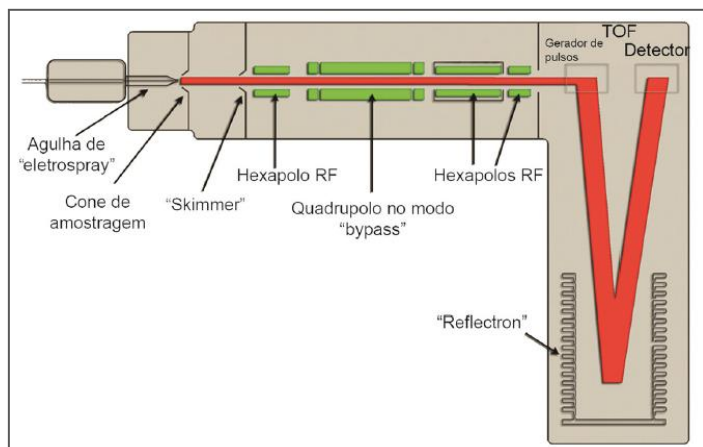 TOF
Gerador de
pulsos
Detector
Agulha de
“eletrospray”
Cone de
amostragem
“Skimmer”
Hexapolo RF
Quadrupolo no modo
“bypass”
Hexapolos RF
“Reflectron”